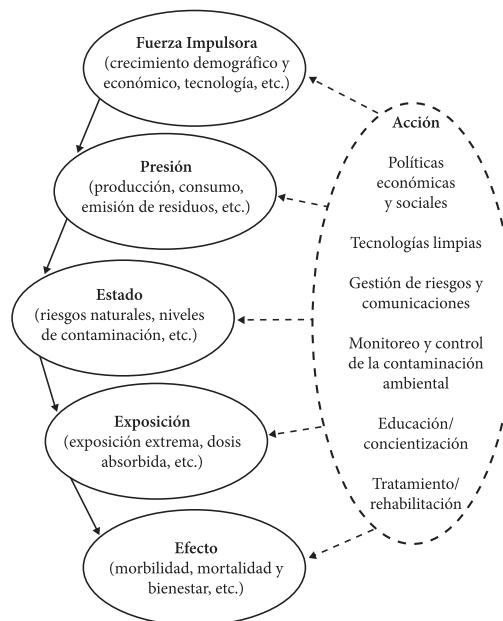 Fuerza Impulsora
(crecimiento demográfico y
económico, tecnología, etc.)
Presión
(producción, consumo,
emisión de residuos, etc.)
Estado
(riesgos naturales, niveles
de contaminación, etc.)
Exposición
(exposición extrema, dosis
absorbida, etc.)
Efecto
(morbilidad, mortalidad y
bienestar, etc.)
Acción
Políticas
económicas
y sociales
Tecnologías limpias
Gestión de riesgos y
comunicaciones
Monitoreo y control
de la contaminación
ambiental
Educación/
concientización
Tratamiento/
rehabilitación